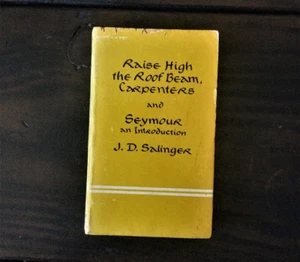 Raise High
the Roof Beam,
Carpenters
and
Seymour
an Introduction
J. D. Salinger